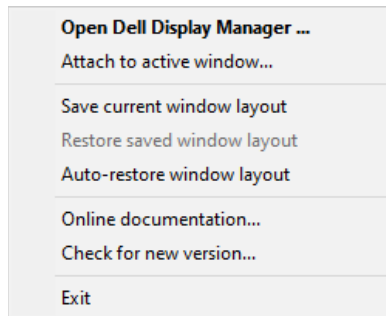 Open Dell Display Manager ...
Attach to active window...
Save current window layout
Restore saved window layout
Auto-restore window layout
Online documentation...
Check for new version...
Exit